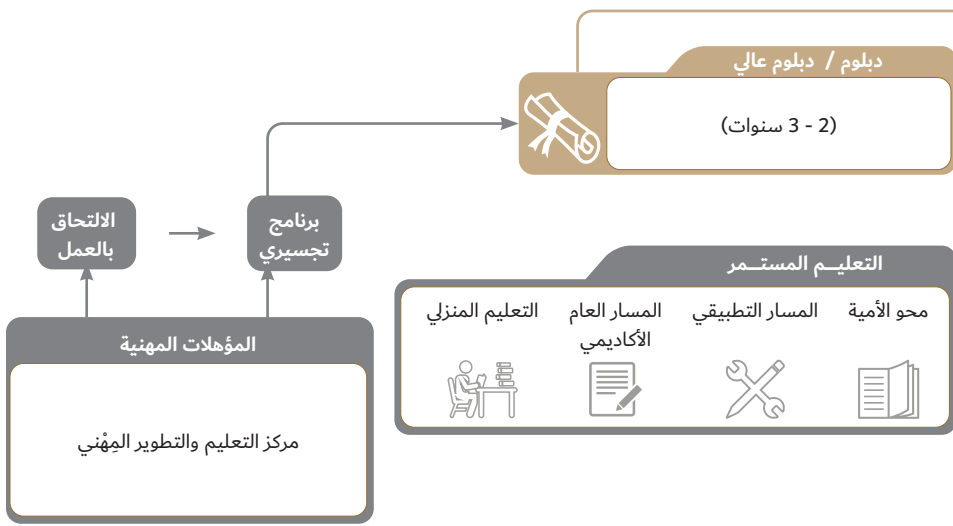 دبلوم / دبلوم عالي
(2 - 3 سنوات)
برنامج
تجسيري
الالتحاق
بالعمل
التعليــم المستــمر
محو الأمية
المسار التطبيقي
المسار العام
الأكاديمي
التعليم المنزلي
المؤهلات المهنية
مركز التعليم والتطوير المِهْني